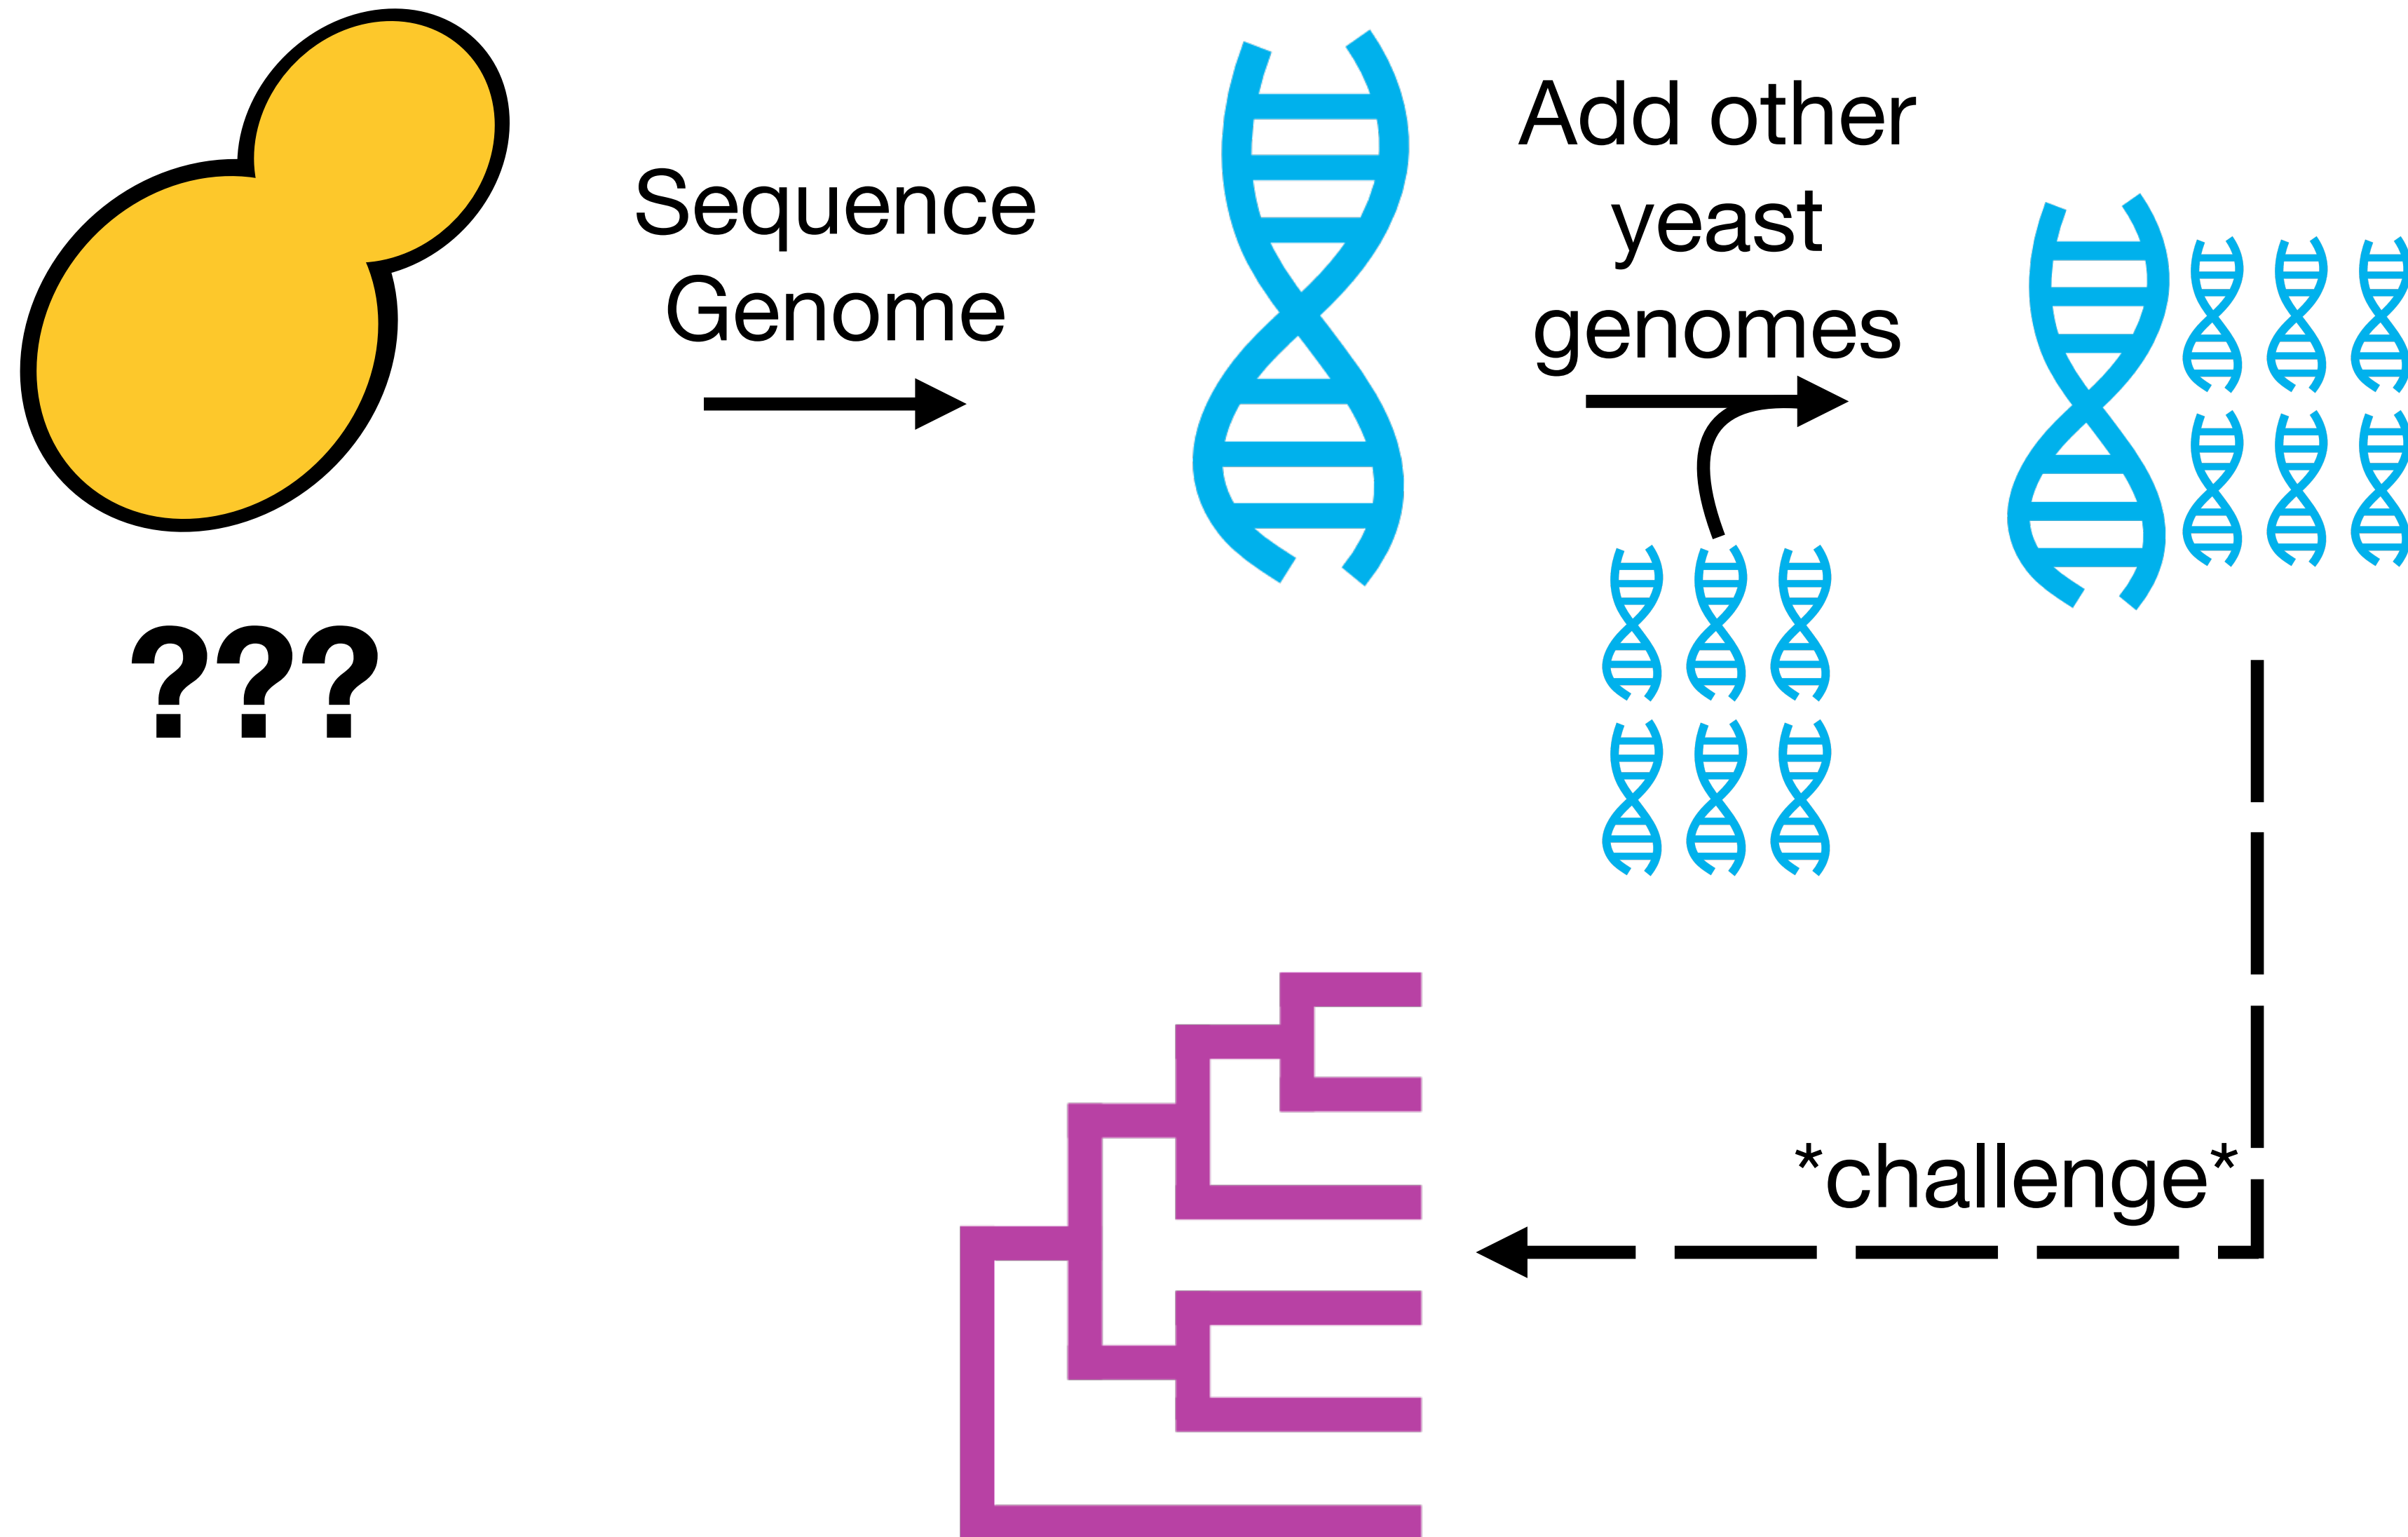 Sequence
Genome
Add other
yeast
genomes
???
*challenge*